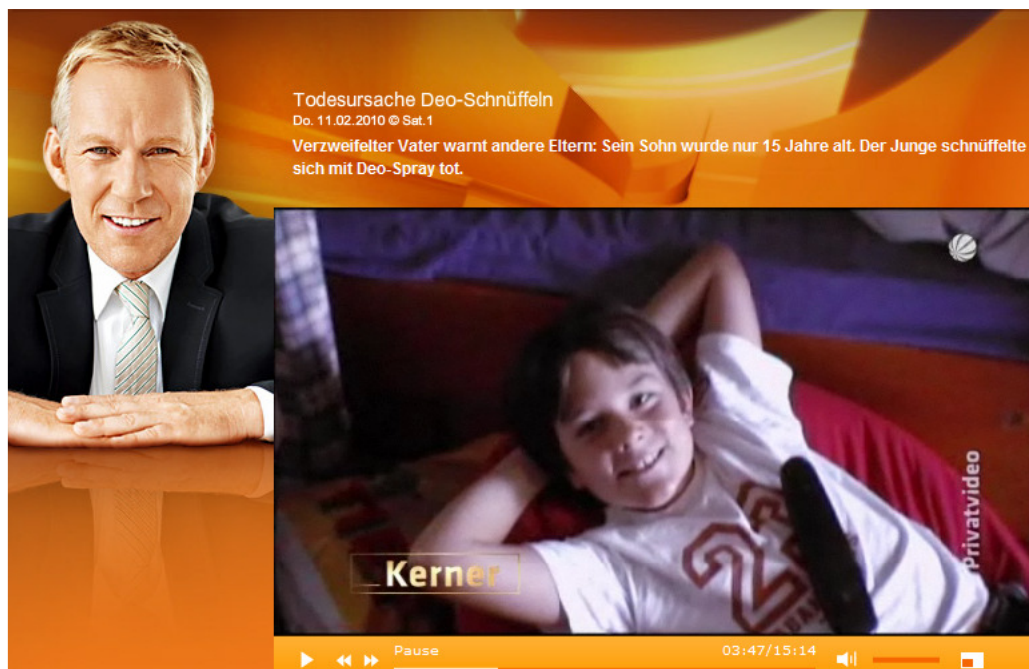 Todesursache Deo-Schnüffeln
Do. 11.02.2010 © Sat.1
Verzweifelter Vater warnt andere Eltern: Sein Sohn wurde nur 15 Jahre alt. Der Junge schnüffelte
sich mit Deo-Spray tot.
Privatvideo
Kerner
Pause 03:47/15:14